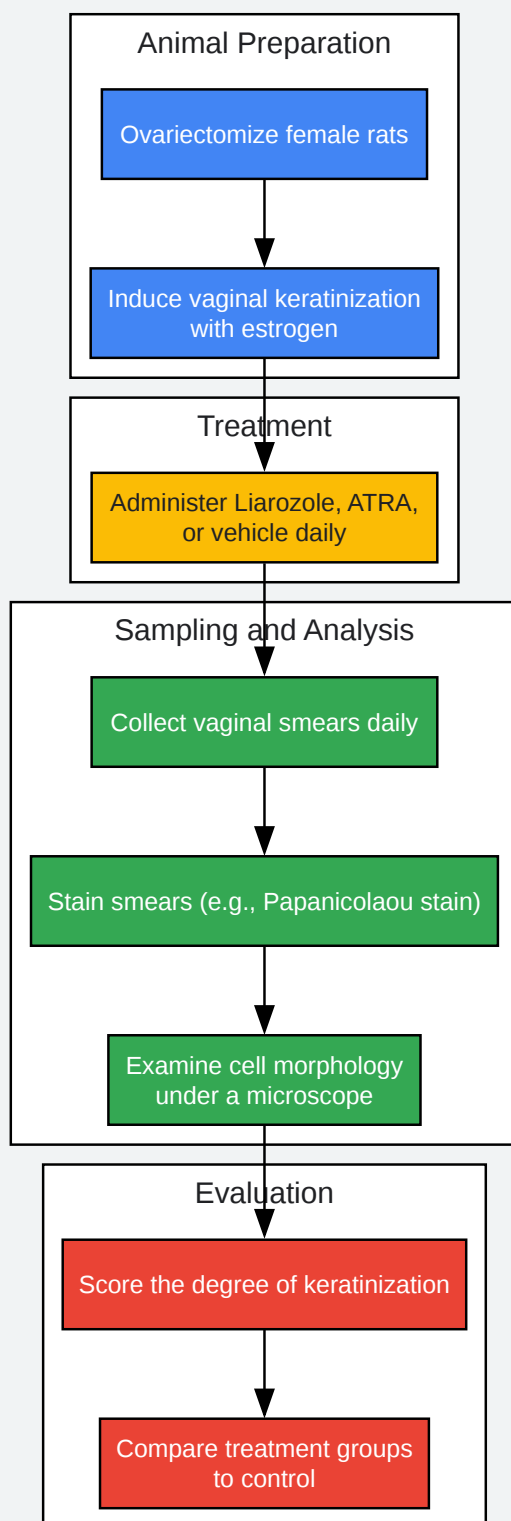 Animal Preparation
Ovariectomize female rats
Induce vaginal keratinization
with estrogen
Treatment
Administer Liarozole, ATRA,
or vehicle daily
Sampling and Analysis
Collect vaginal smears daily
Stain smears (e.g., Papanicolaou stain)
Examine cell morphology
under a microscope
Evaluation
Score the degree of keratinization
Compare treatment groups
to control